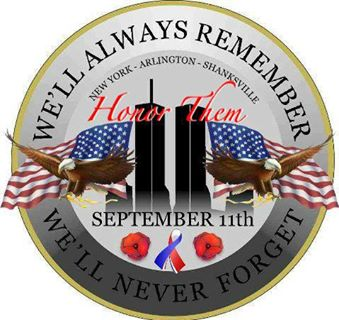 WE'LL ALWAYS REMEMBER
NEW YORK - ARLINGTON - SHANKSVILLE
Honor Them
SEPTEMBER 11th
WE'LL NEVER FORGET